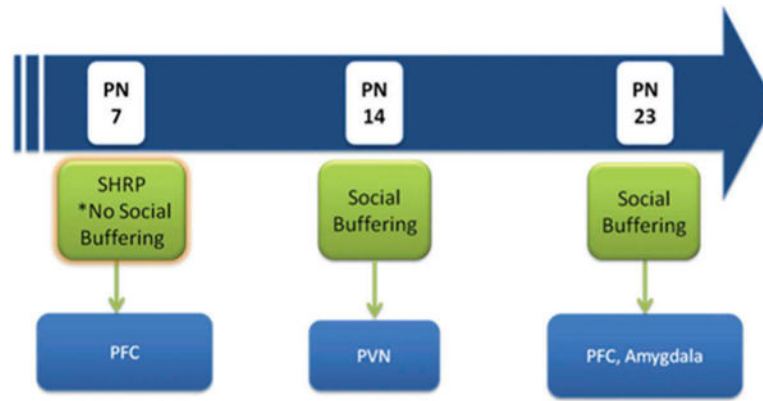 PN
7
PN
14
PN
23
SHRP
*No Social
Buffering
Social
Buffering
Social
Buffering
PFC
PVN
PFC, Amygdala